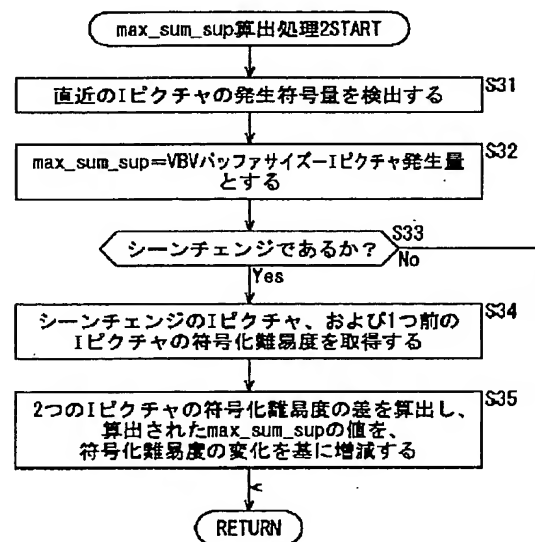 max_sum_sup算出処理2START
S31
直近のIピクチャの発生符号量を検出する
S32
max_sum_sup=VBVバッファサイズ−Iピクチャ発生量
とする
S33
シーンチェンジであるか?
No
Yes
S34
シーンチェンジのIピクチャ、および1つ前の
Iピクチャの符号化難易度を取得する
S35
2つのIピクチャの符号化難易度の差を算出し、
算出されたmax_sum_supの値を、
符号化難易度の変化を基に増減する
RETURN